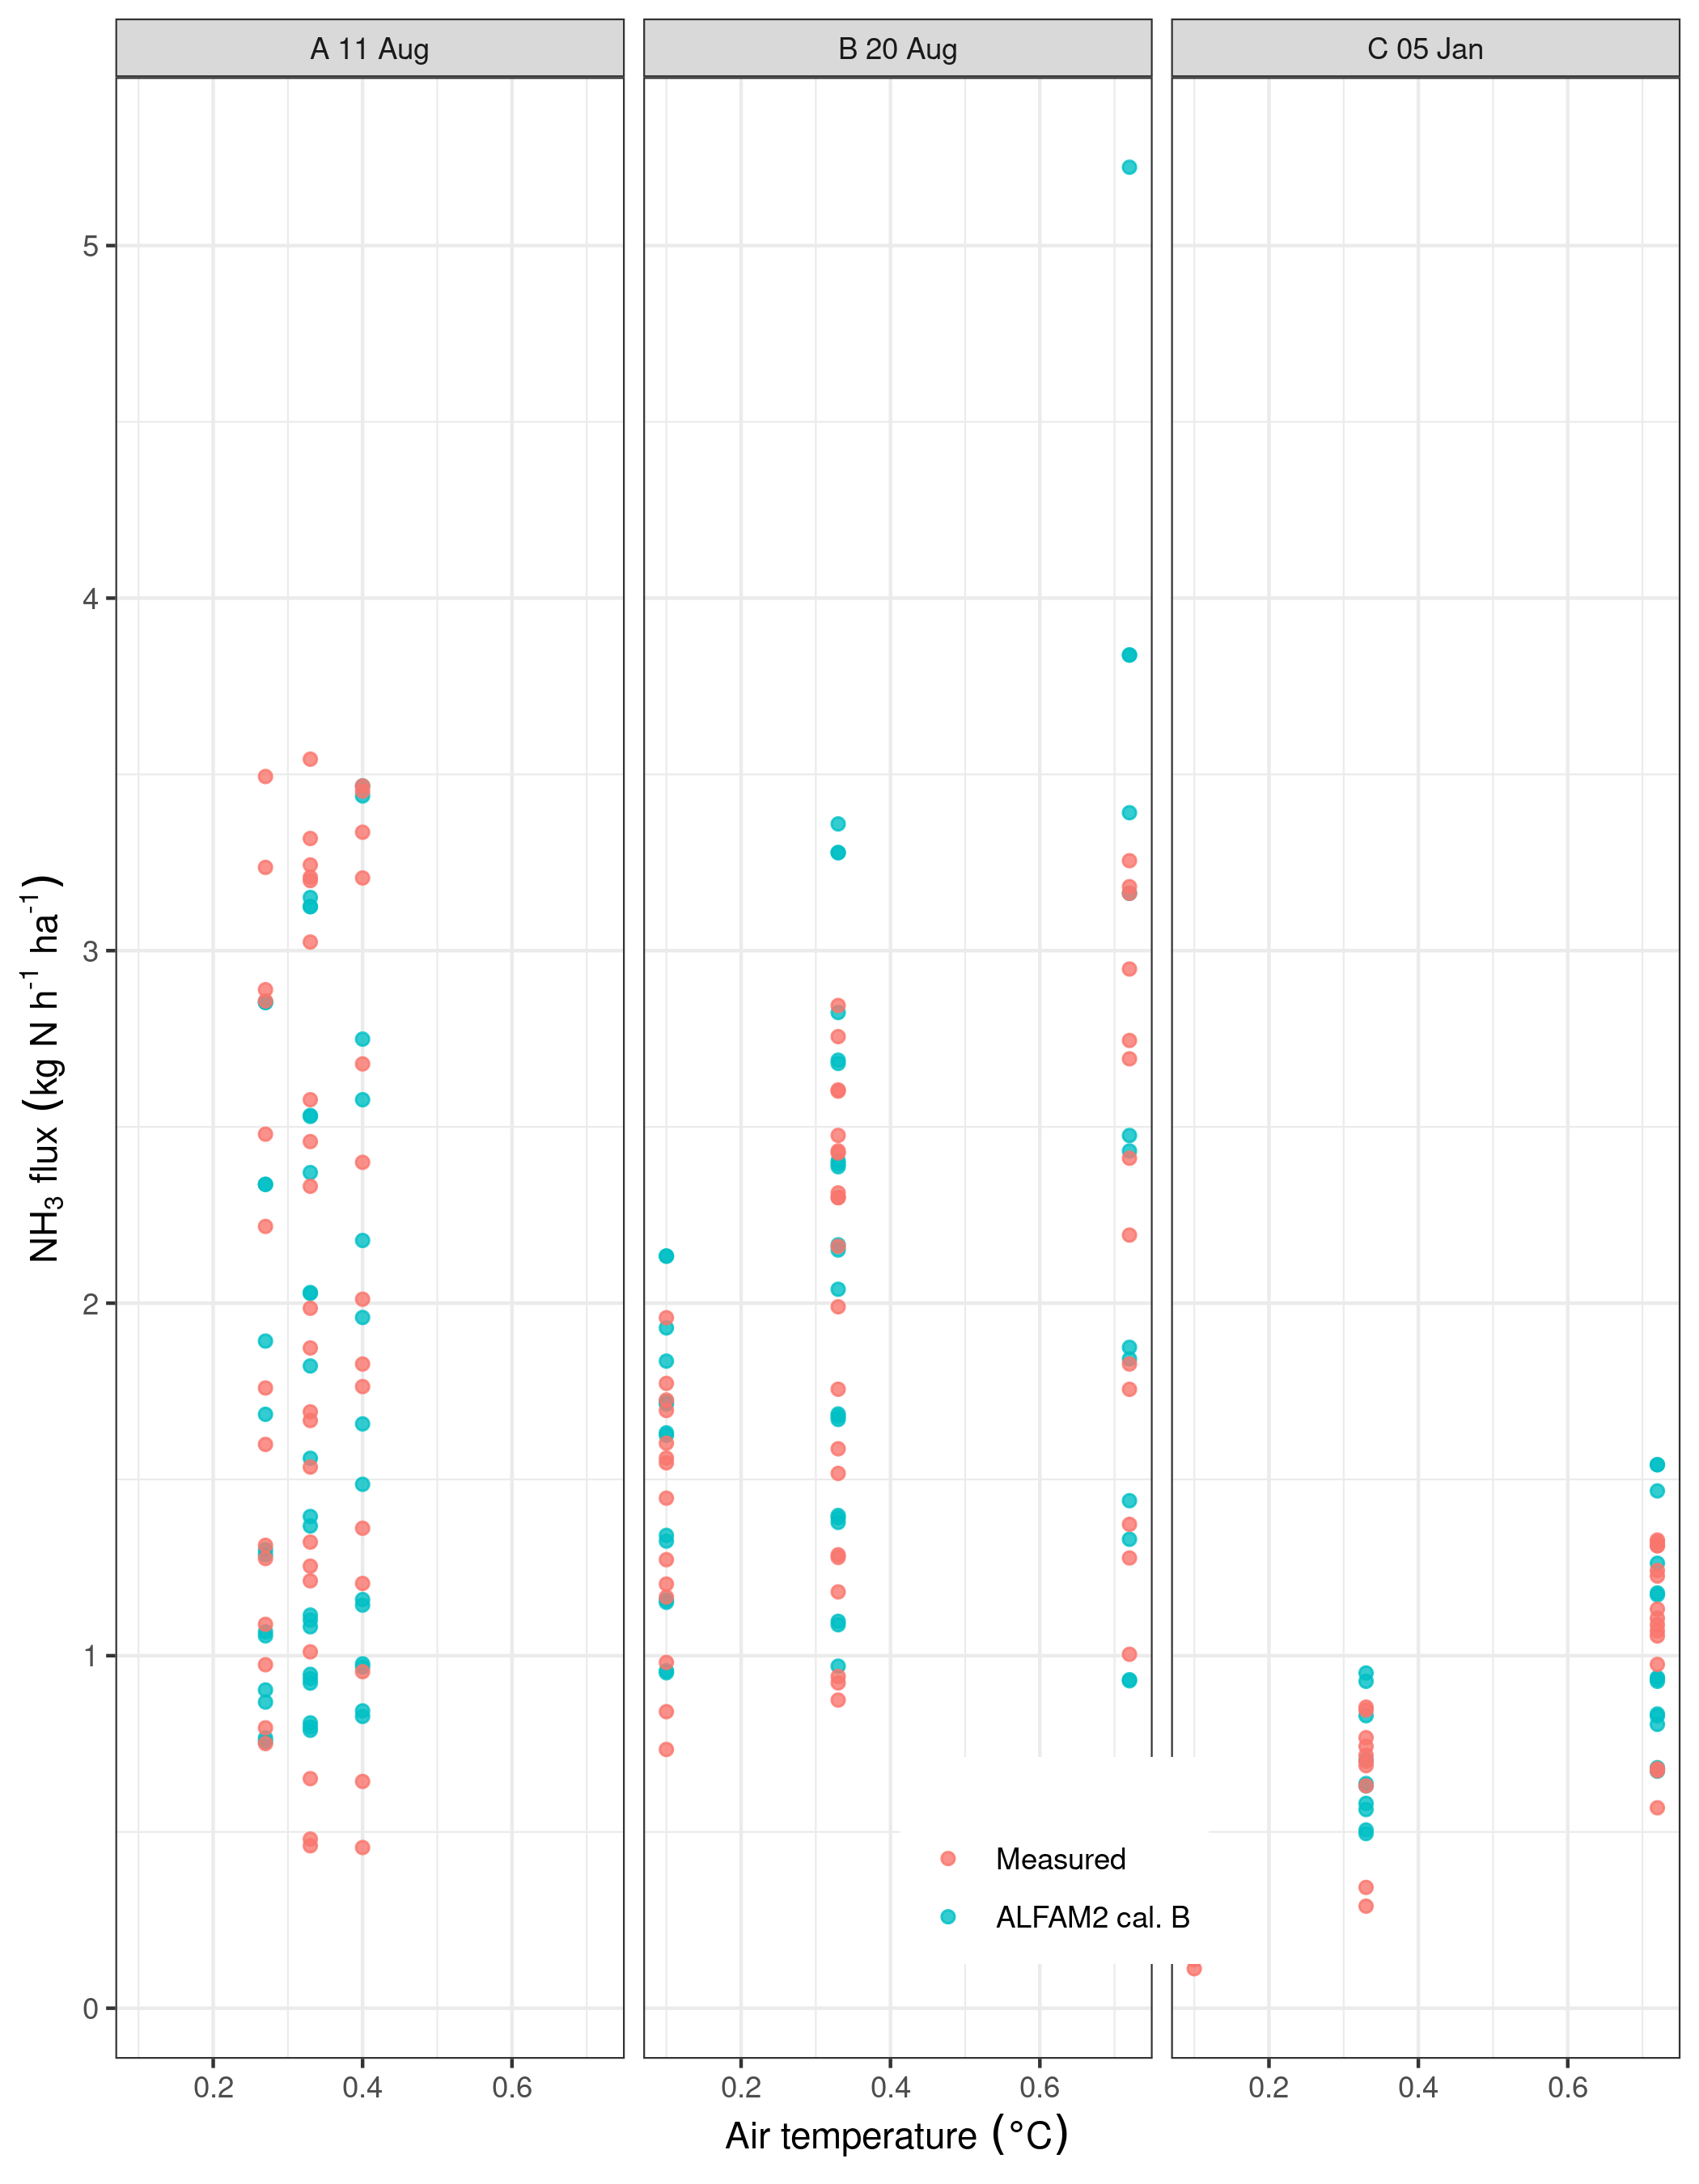 A 11 Aug
B 20 Aug
C 05 Jan
NH₃ flux (kg N h⁻¹ ha⁻¹)
5
4
3
2
1
0
Measured
ALFAM2 cal. B
0.2 0.4 0.6
0.2 0.4 0.6
0.2 0.4 0.6
Air temperature (°C)